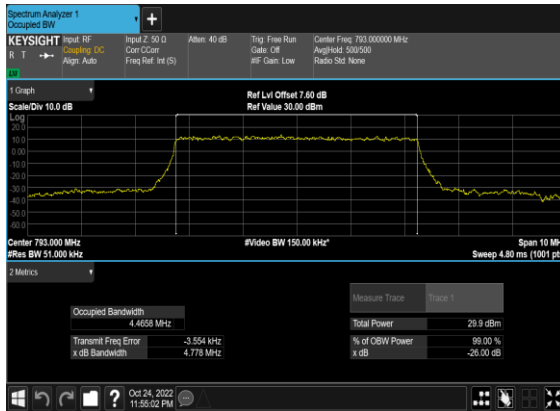 Spectrum Analyzer 1
Occupied BW
KEYSIGHT
R T
Input: RF
Coupling: DC
Align: Auto
Input Z: 50 Ω
Corr CCorr
Freq Ref: Int (S)
Atten: 40 dB
Trig: Free Run
Gate: Off
#IF Gain: Low
Center Freq: 793.000000 MHz
Avg|Hold: 500/500
Radio Std: None
1 Graph
Scale/Div 10.0 dB
Ref Lvl Offset 7.60 dB
Ref Value 30.00 dBm
Log
20.0
10.0
0.00
-10.0
-20.0
-30.0
-40.0
-50.0
-60.0
Center 793.000 MHz
#Res BW 51.000 kHz
#Video BW 150.00 kHz*
Span 10 MH
Sweep 4.80 ms (1001 pt
2 Metrics
Measure Trace Trace 1
Occupied Bandwidth
4.4658 MHz
Total Power 29.9 dBm
Transmit Freq Error -3.554 kHz
% of OBW Power 99.00 %
x dB Bandwidth 4.778 MHz
x dB -26.00 dB
?
Oct 24, 2022
11:55:02 PM